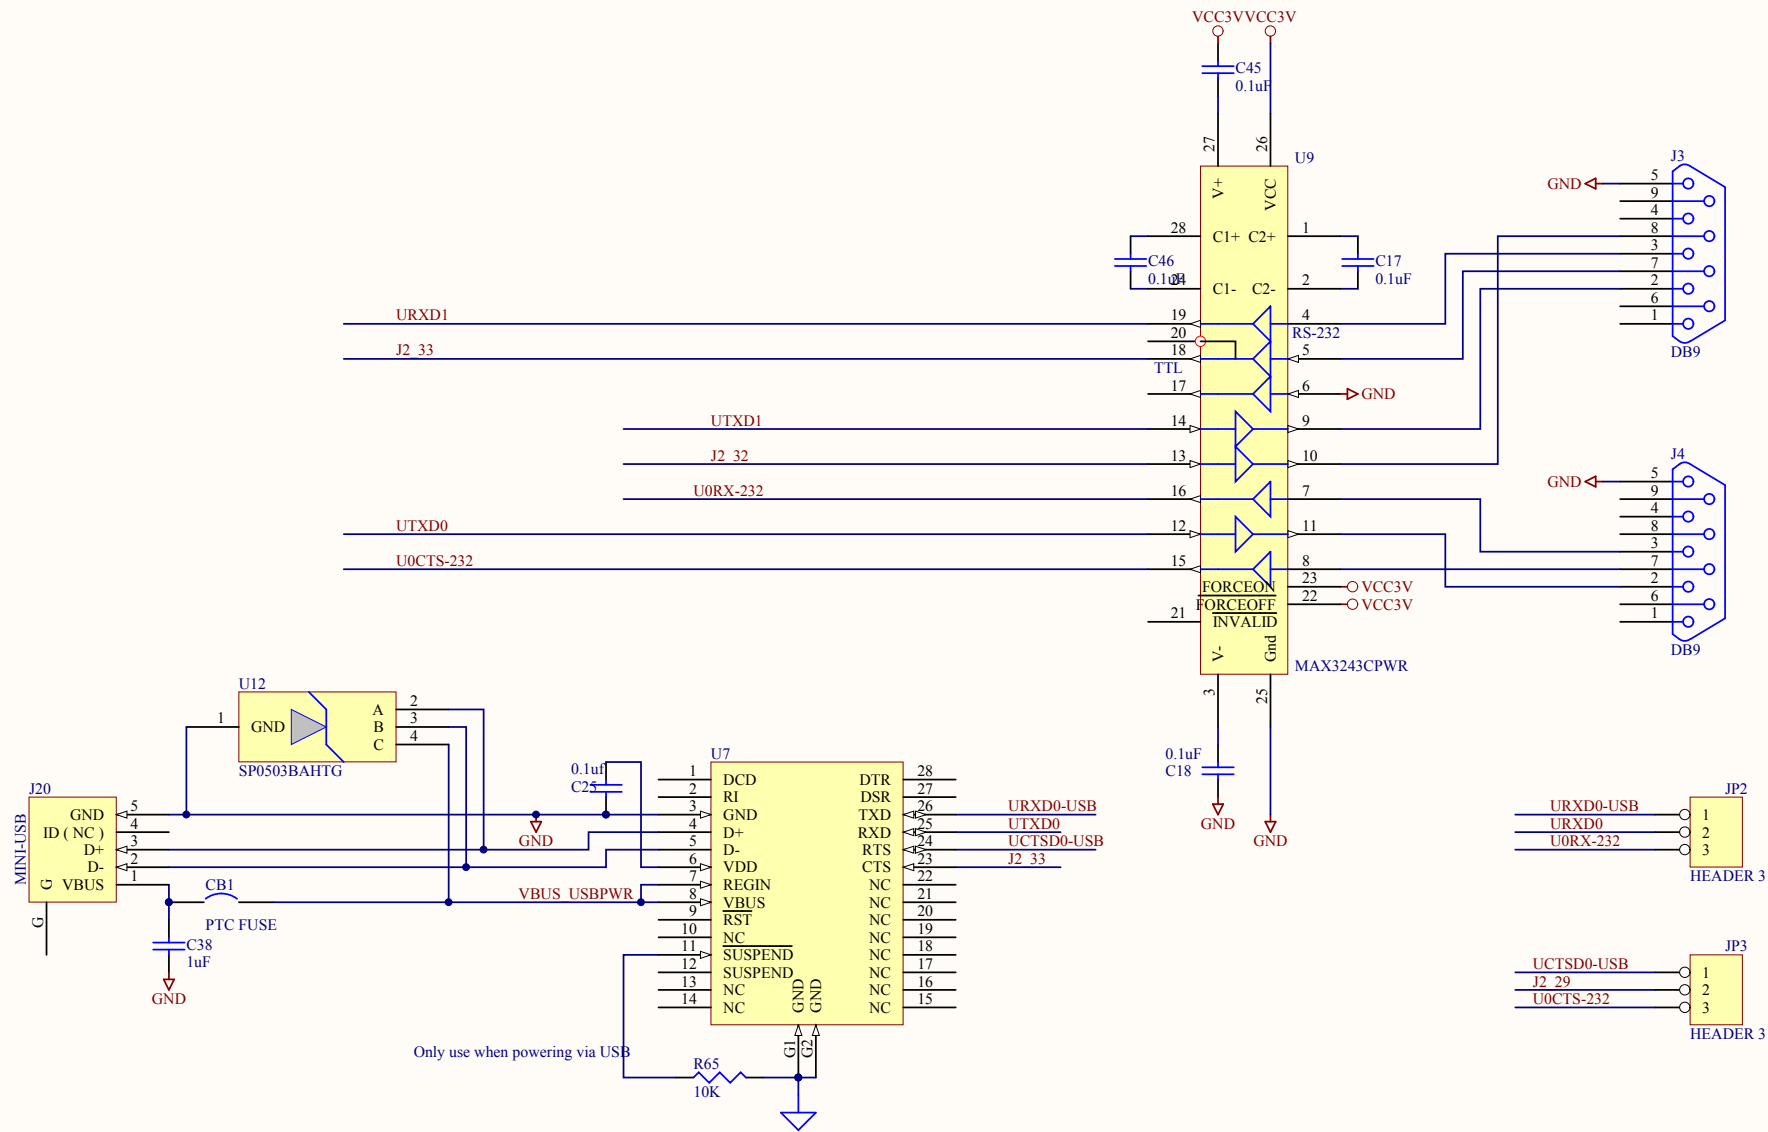 VCC3V VCC3V
C45
0.1uF
27
26
U9
V+
VCC
28
C1+
C2+
1
C46
0.1uF
24
C1-
C2-
2
C17
0.1uF
URXD1
19
4
20
RS-232
J2_33
18
5
TTL
17
6
GND
UTXD1
14
9
J2_32
13
10
U0RX-232
16
7
UTXD0
12
11
U0CTS-232
15
8
FORCEON
23
VCC3V
FORCEOFF
22
VCC3V
21
INVALID
V-
Gnd
MAX3243CPWR
3
25
0.1uF
C18
GND
GND
J3
GND
5
9
4
8
3
7
2
6
1
DB9
J4
GND
5
9
4
8
3
7
2
6
1
DB9
U12
1
GND
A
2
B
3
C
4
SP0503BAHTG
J20
MINI-USB
GND
5
ID ( NC )
4
D+
3
D-
2
VBUS
1
G
G
CB1
PTC FUSE
C38
1uF
GND
0.1uf
C25
GND
VBUS_USBPWR
U7
1
DCD
2
RI
3
GND
4
D+
5
D-
6
VDD
7
REGIN
8
VBUS
9
RST
10
NC
11
SUSPEND
12
SUSPEND
13
NC
14
NC
DTR
28
DSR
27
TXD
26
URXD0-USB
RXD
25
UTXD0
RTS
24
UCTSD0-USB
CTS
23
J2_33
NC
22
NC
21
NC
20
NC
19
NC
18
NC
17
NC
16
NC
15
GND
GND
G1
G2
Only use when powering via USB
R65
10K
JP2
URXD0-USB
1
URXD0
2
U0RX-232
3
HEADER 3
JP3
UCTSD0-USB
1
J2_29
2
U0CTS-232
3
HEADER 3